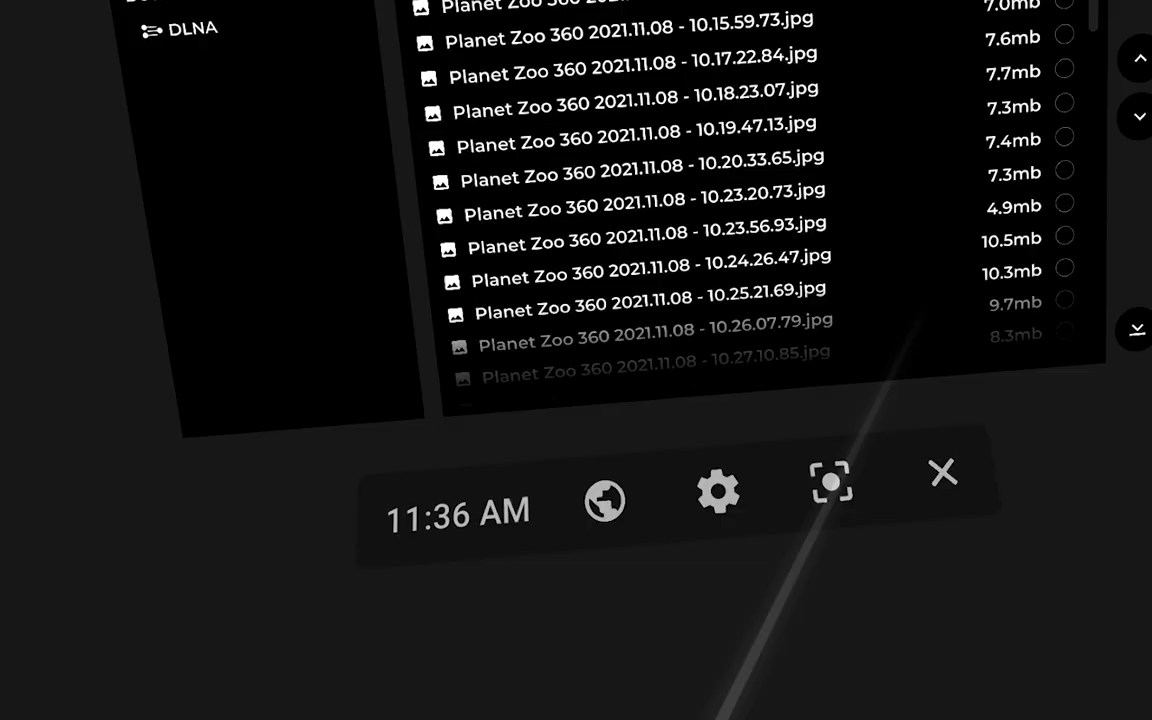 Planet Zoo 360
DLNA
Planet Zoo 360 2021.11.08 - 10.15.59.73.jpg 7.0mb
Planet Zoo 360 2021.11.08 - 10.17.22.84.jpg 7.6mb
Planet Zoo 360 2021.11.08 - 10.18.23.07.jpg 7.7mb
Planet Zoo 360 2021.11.08 - 10.19.47.13.jpg 7.3mb
Planet Zoo 360 2021.11.08 - 10.20.33.65.jpg 7.4mb
Planet Zoo 360 2021.11.08 - 10.23.20.73.jpg 7.3mb
Planet Zoo 360 2021.11.08 - 10.23.56.93.jpg 4.9mb
Planet Zoo 360 2021.11.08 - 10.24.26.47.jpg 10.5mb
Planet Zoo 360 2021.11.08 - 10.25.21.69.jpg 10.3mb
Planet Zoo 360 2021.11.08 - 10.26.07.79.jpg 9.7mb
Planet Zoo 360 2021.11.08 - 10.27.10.85.jpg 8.3mb
11:36 AM